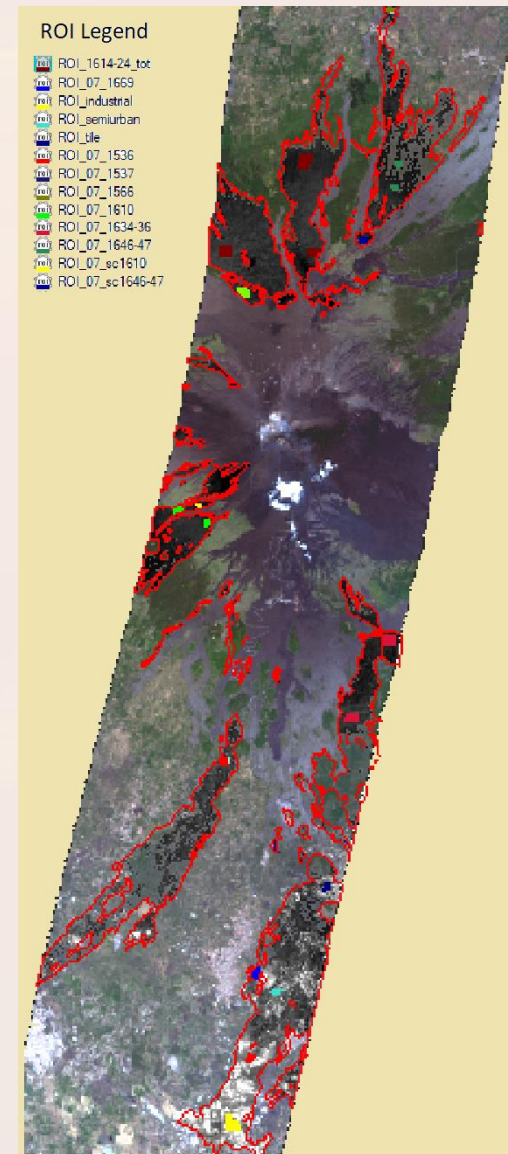 ROI Legend
ROI_1614-24_tot
ROI_07_1669
ROI_industrial
ROI_semiurban
ROI_tile
ROI_07_1536
ROI_07_1537
ROI_07_1566
ROI_07_1610
ROI_07_1634-36
ROI_07_1646-47
ROI_07_sc1610
ROI_07_sc1646-47